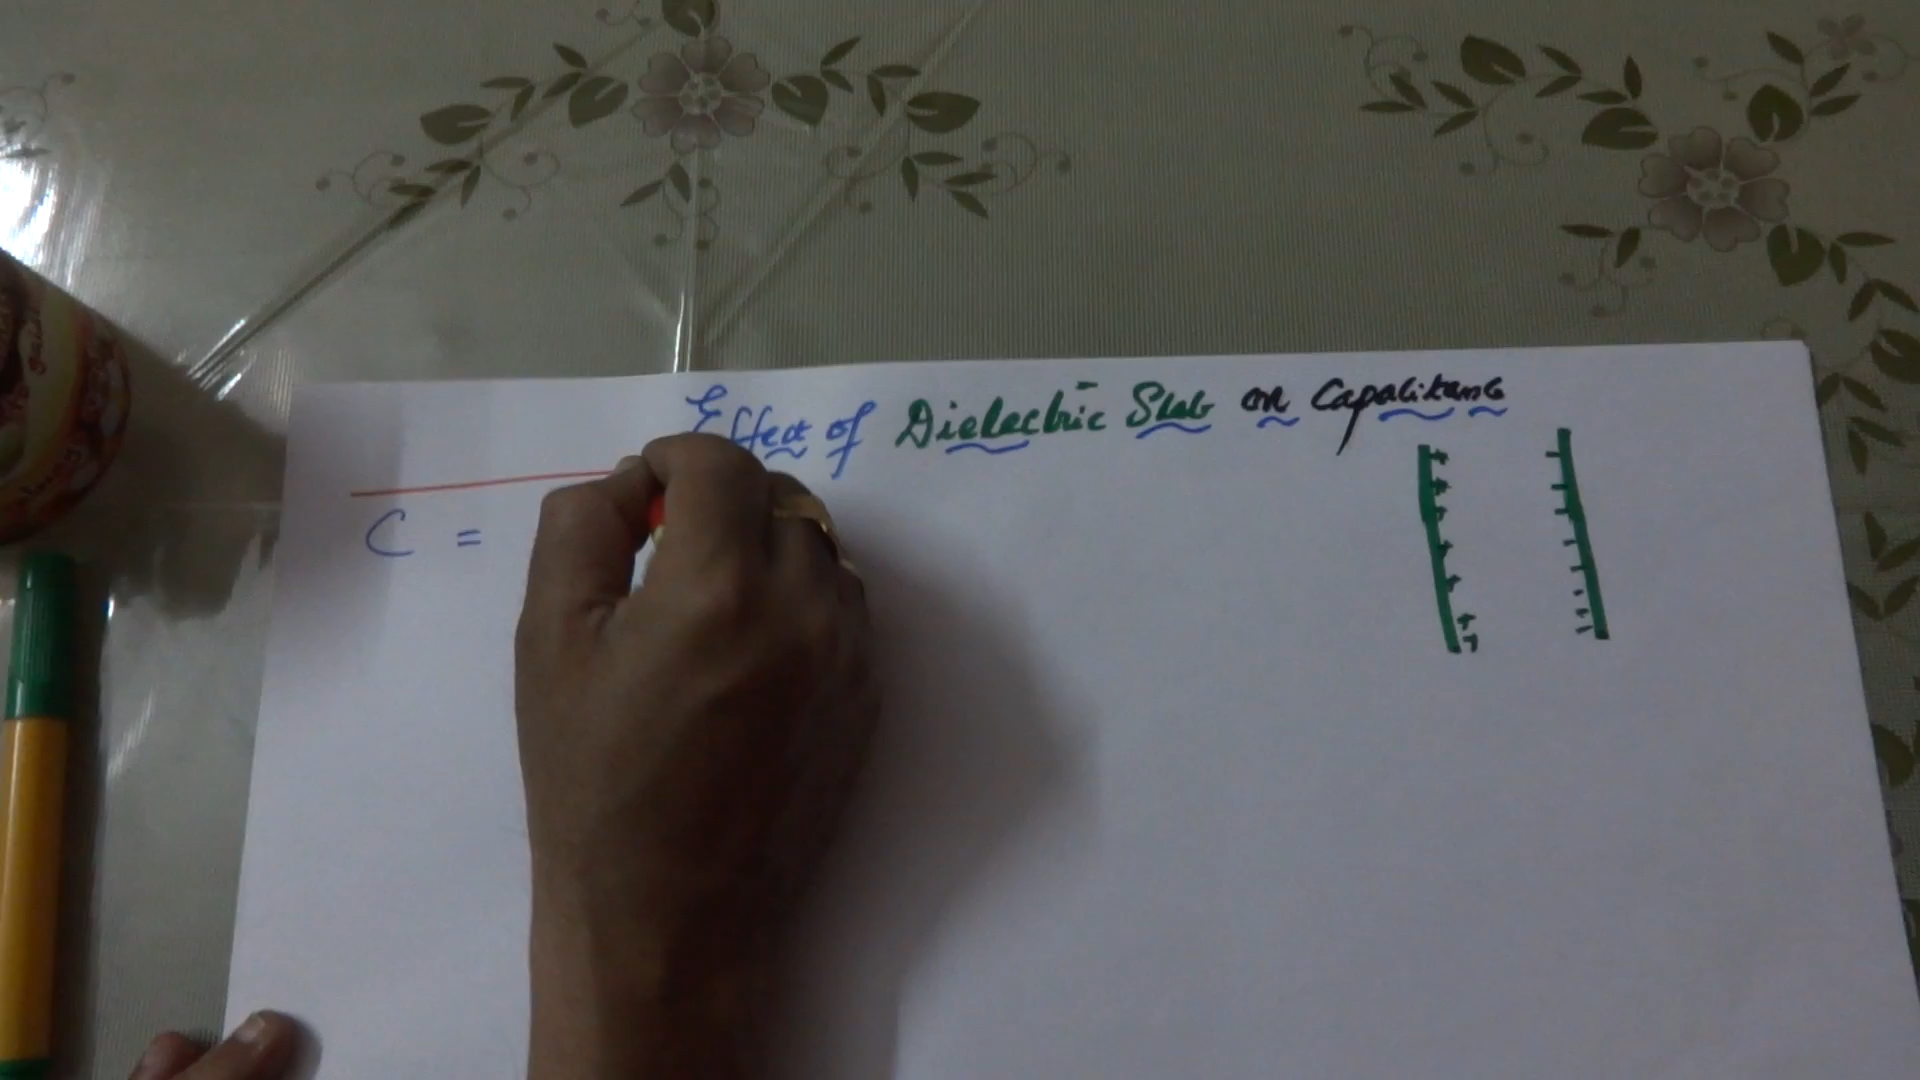 Effect of Dielectric Slab on Capacitance
C =